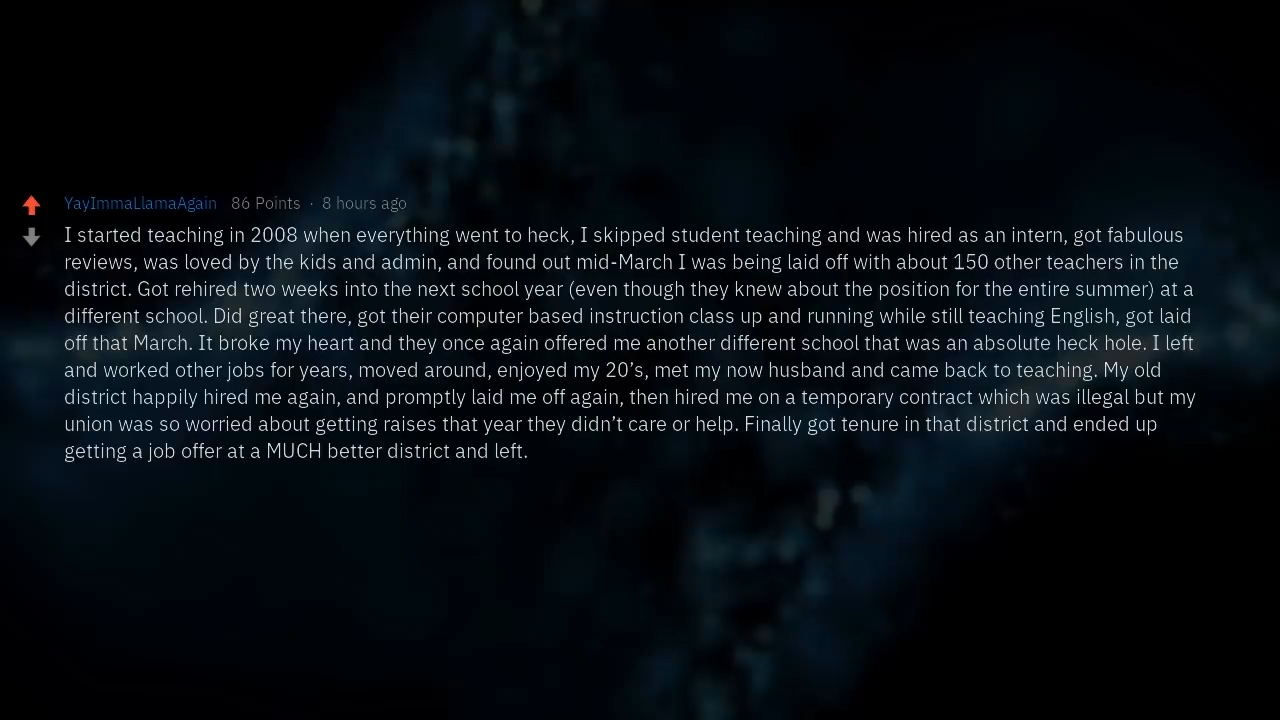 YayImmaLlamaAgain 86 Points · 8 hours ago
I started teaching in 2008 when everything went to heck, I skipped student teaching and was hired as an intern, got fabulous
reviews, was loved by the kids and admin, and found out mid-March I was being laid off with about 150 other teachers in the
district. Got rehired two weeks into the next school year (even though they knew about the position for the entire summer) at a
different school. Did great there, got their computer based instruction class up and running while still teaching English, got laid
off that March. It broke my heart and they once again offered me another different school that was an absolute heck hole. I left
and worked other jobs for years, moved around, enjoyed my 20’s, met my now husband and came back to teaching. My old
district happily hired me again, and promptly laid me off again, then hired me on a temporary contract which was illegal but my
union was so worried about getting raises that year they didn’t care or help. Finally got tenure in that district and ended up
getting a job offer at a MUCH better district and left.